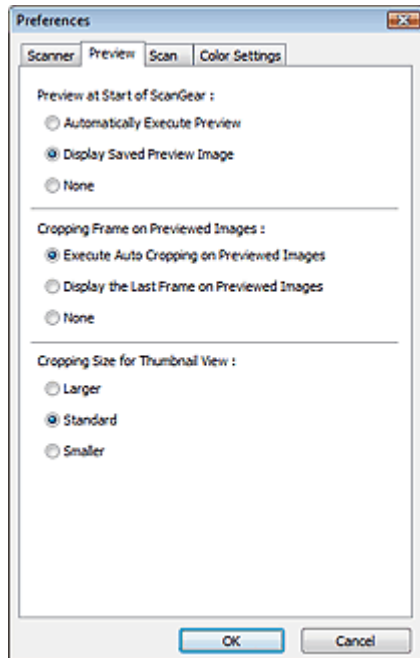 Preferences
Scanner Preview Scan Color Settings
Preview at Start of ScanGear :
Automatically Execute Preview
Display Saved Preview Image
None
Cropping Frame on Previewed Images :
Execute Auto Cropping on Previewed Images
Display the Last Frame on Previewed Images
None
Cropping Size for Thumbnail View :
Larger
Standard
Smaller
OK Cancel